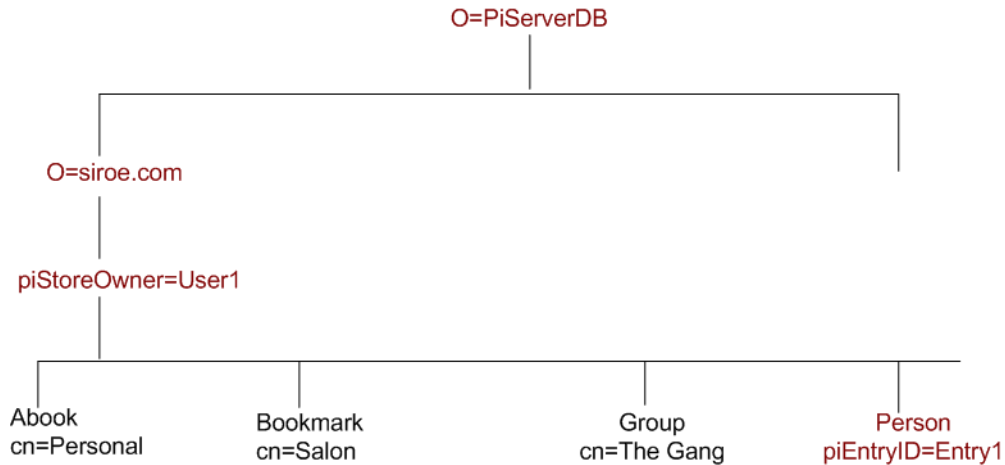 O=PiServerDB
O=siroe.com
piStoreOwner=User1
Abook
cn=Personal
Bookmark
cn=Salon
Group
cn=The Gang
Person
piEntryID=Entry1